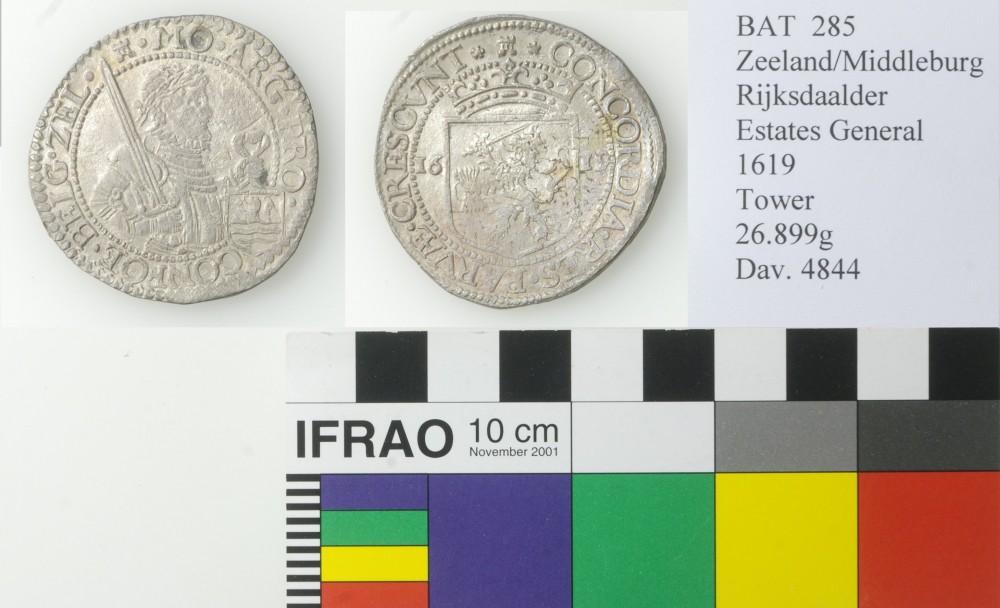 ·MO·ARG·PRO·CONFOE·BELG·ZEL·
CONCORDIA·RES·PARVÆ·CRESCVNT
16
BAT 285
Zeeland/Middleburg
Rijksdaalder
Estates General
1619
Tower
26.899g
Dav. 4844
IFRAO
10 cm
November 2001